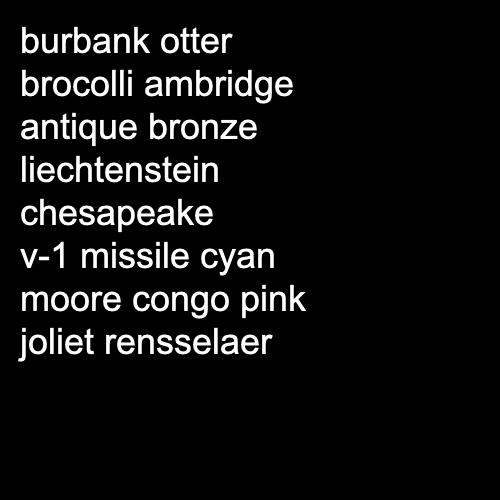 burbank otter
brocolli ambridge
antique bronze
liechtenstein
chesapeake
v-1 missile cyan
moore congo pink
joliet rensselaer